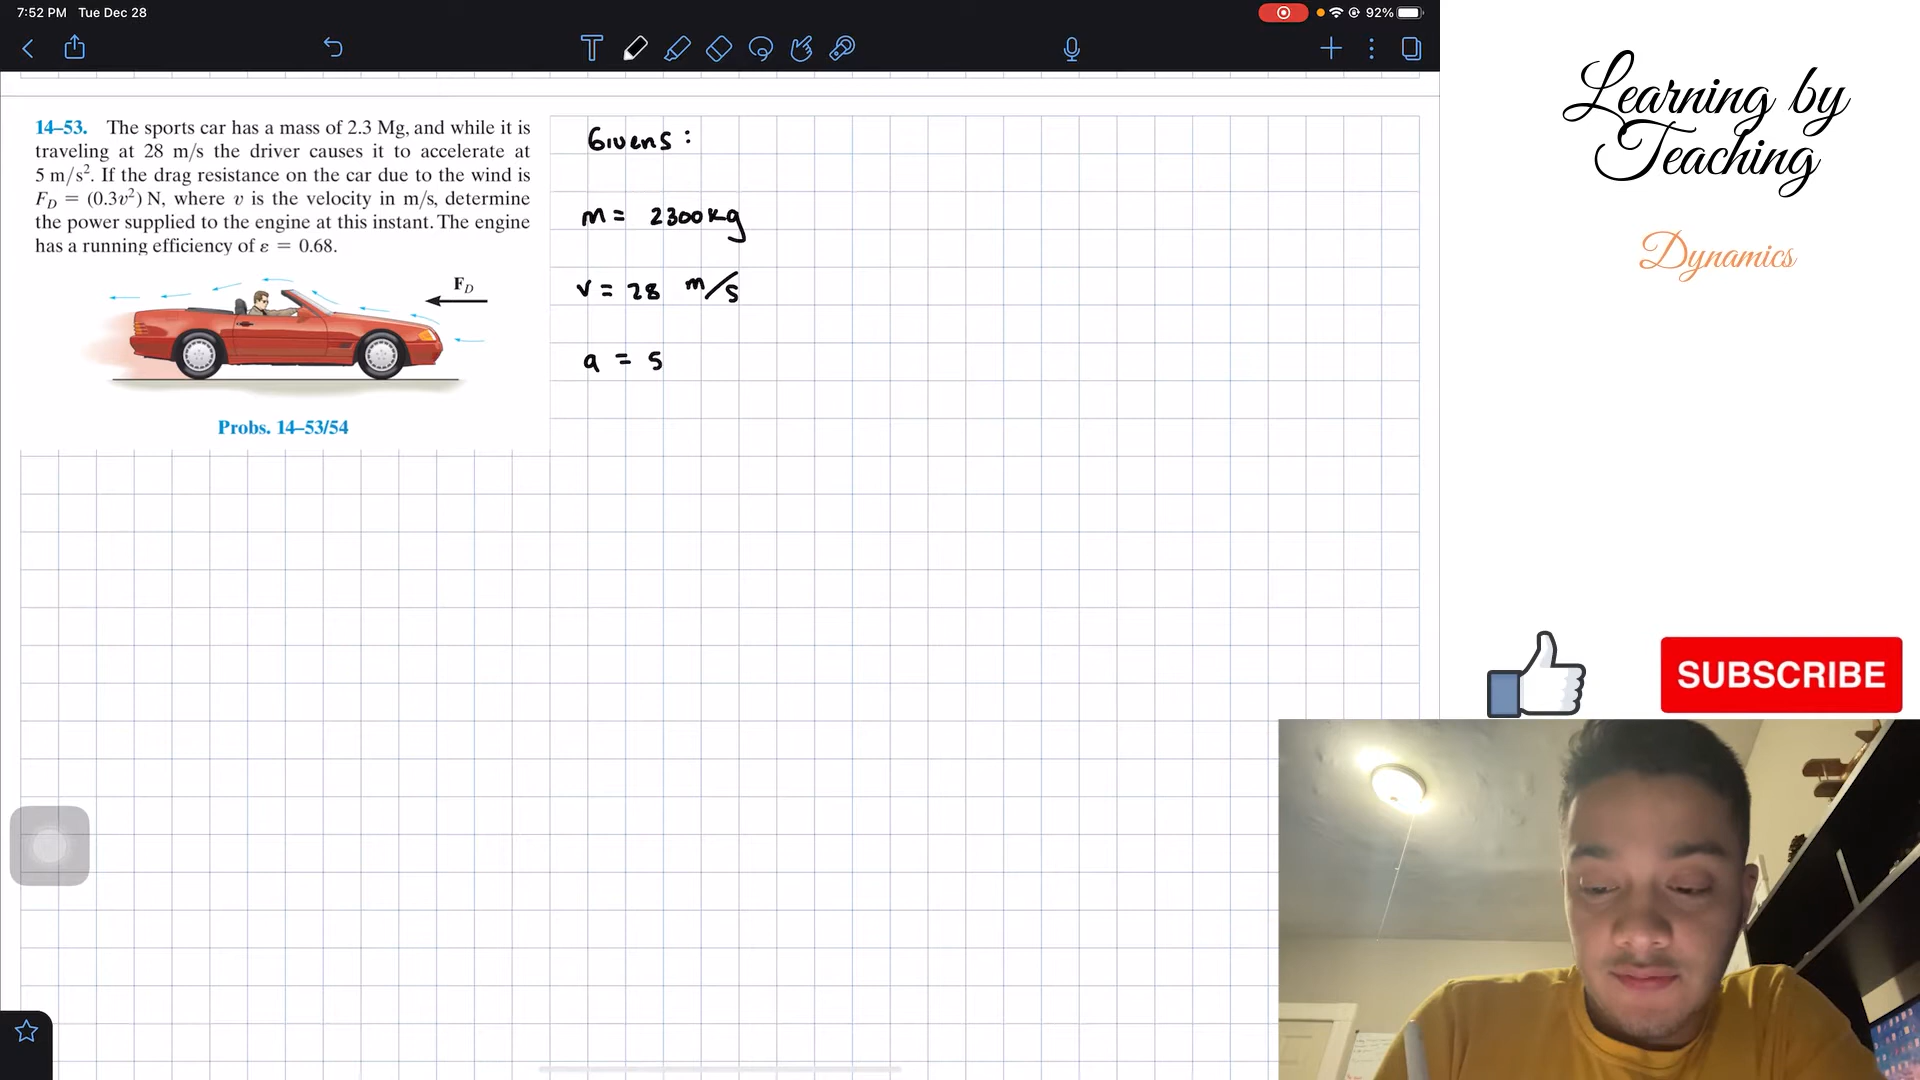 7:52 PM Tue Dec 28
92%
14–53. The sports car has a mass of 2.3 Mg, and while it is
traveling at 28 m/s the driver causes it to accelerate at
5 m/s². If the drag resistance on the car due to the wind is
F_D = (0.3v²) N, where v is the velocity in m/s, determine
the power supplied to the engine at this instant. The engine
has a running efficiency of ε = 0.68.
F_D
Probs. 14–53/54
Givens :
m = 2300 kg
v = 28 m/s
a = 5
Learning by
Teaching
Dynamics
SUBSCRIBE